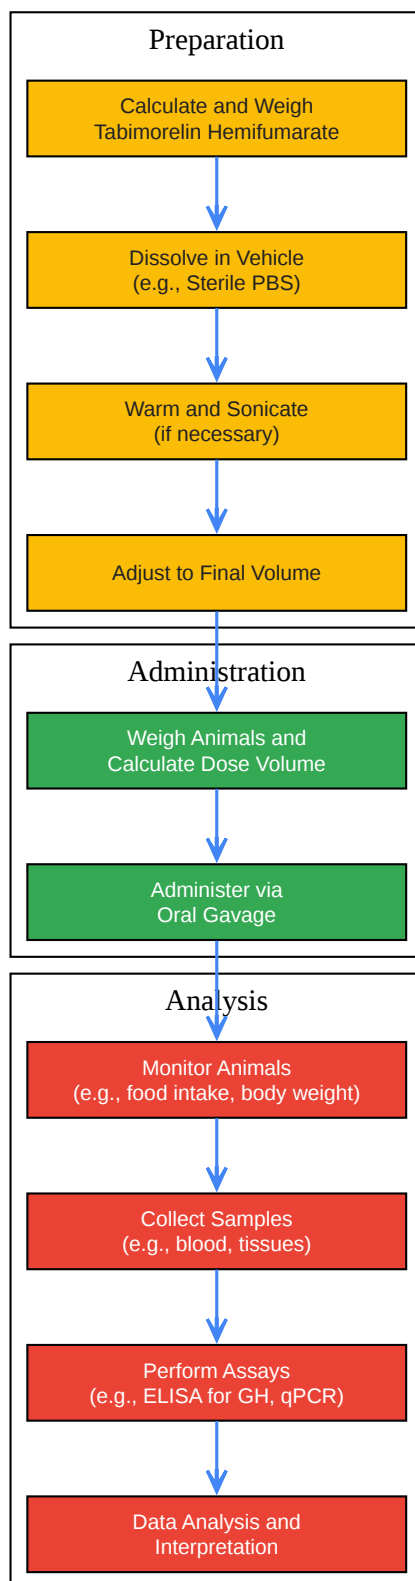 Preparation
Calculate and Weigh
Tabimorelin Hemifumarate
Dissolve in Vehicle
(e.g., Sterile PBS)
Warm and Sonicate
(if necessary)
Adjust to Final Volume
Administration
Weigh Animals and
Calculate Dose Volume
Administer via
Oral Gavage
Analysis
Monitor Animals
(e.g., food intake, body weight)
Collect Samples
(e.g., blood, tissues)
Perform Assays
(e.g., ELISA for GH, qPCR)
Data Analysis and
Interpretation